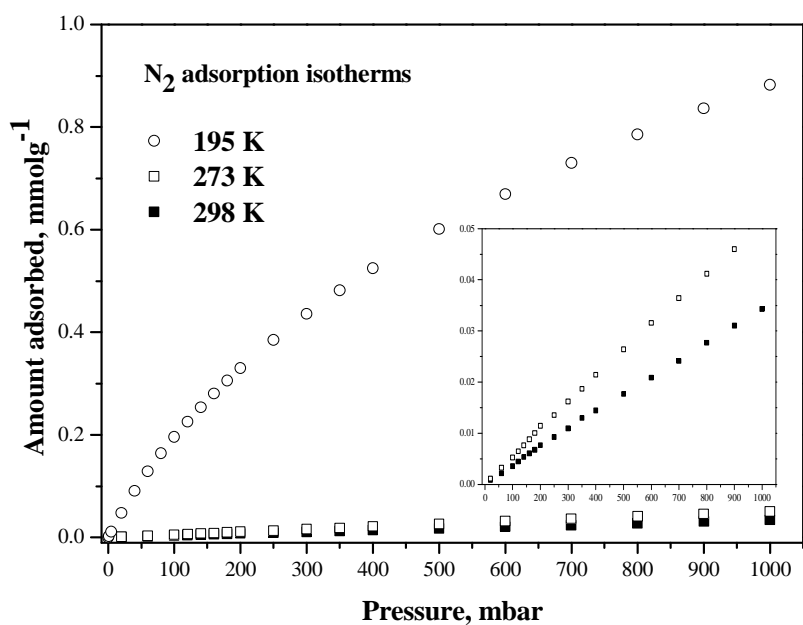 N2 adsorption isotherms
195 K
273 K
298 K
Amount adsorbed, mmolg-1
1.0
0.8
0.6
0.4
0.2
0.0
0 100 200 300 400 500 600 700 800 900 1000
Pressure, mbar
0.05
0.04
0.03
0.02
0.01
0.00
0 100 200 300 400 500 600 700 800 900 1000